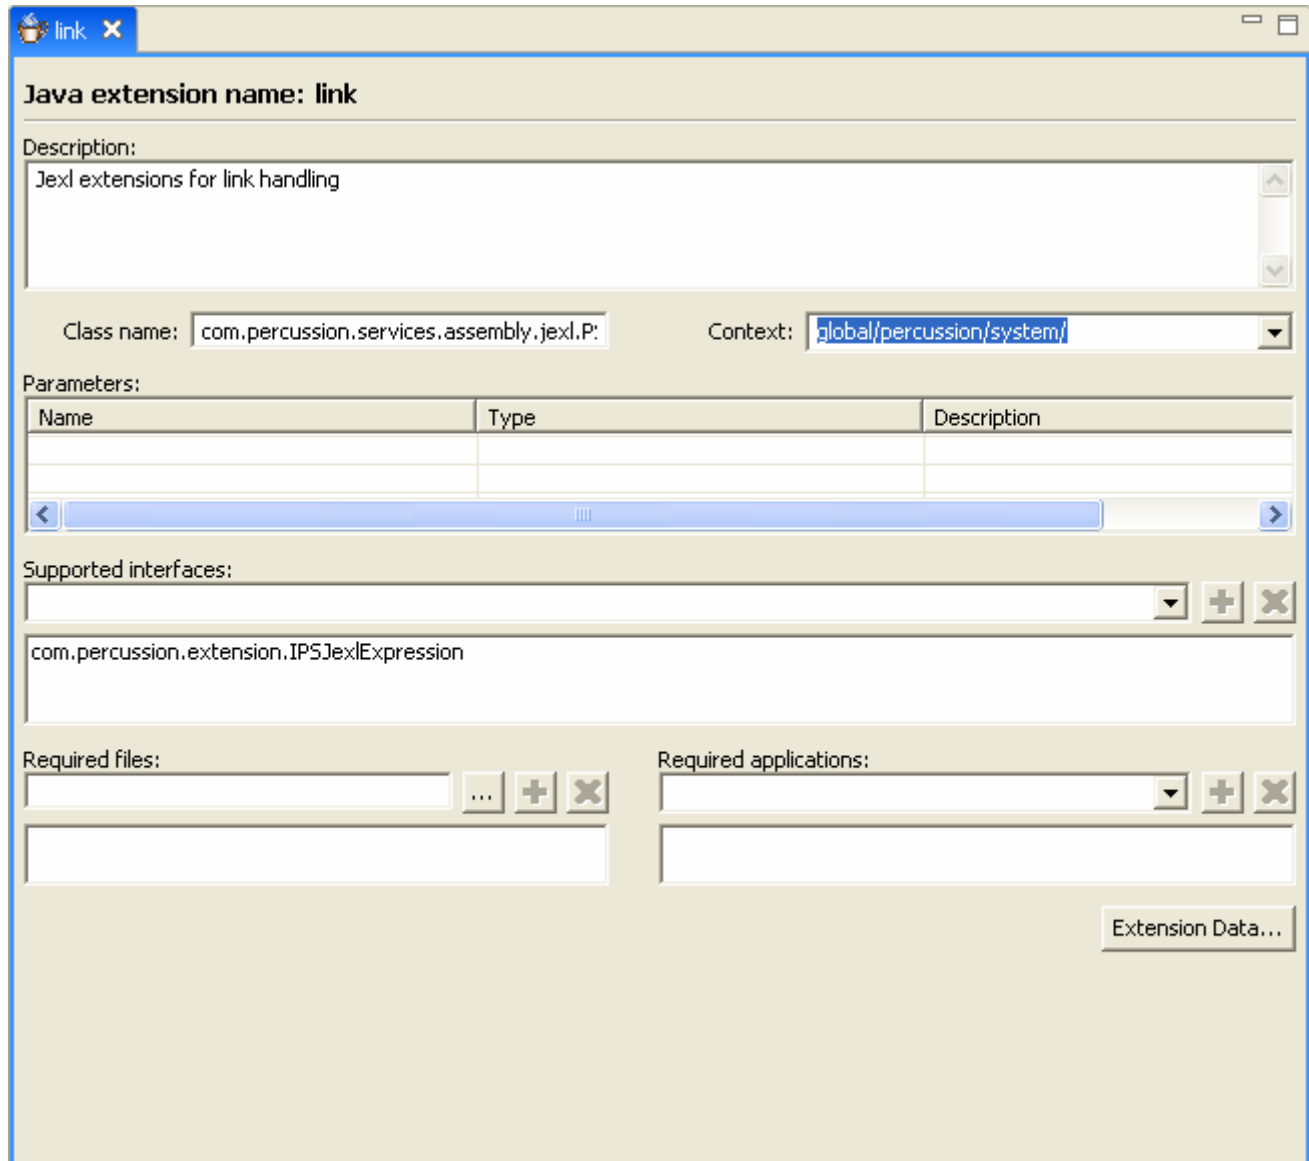 link
Java extension name: link
Description:
Jexl extensions for link handling
Class name: com.percussion.services.assembly.jexl.P Context: global/percussion/system/
Parameters:
Name Type Description
Supported interfaces:
com.percussion.extension.IPSJexlExpression
Required files: Required applications:
...
Extension Data...